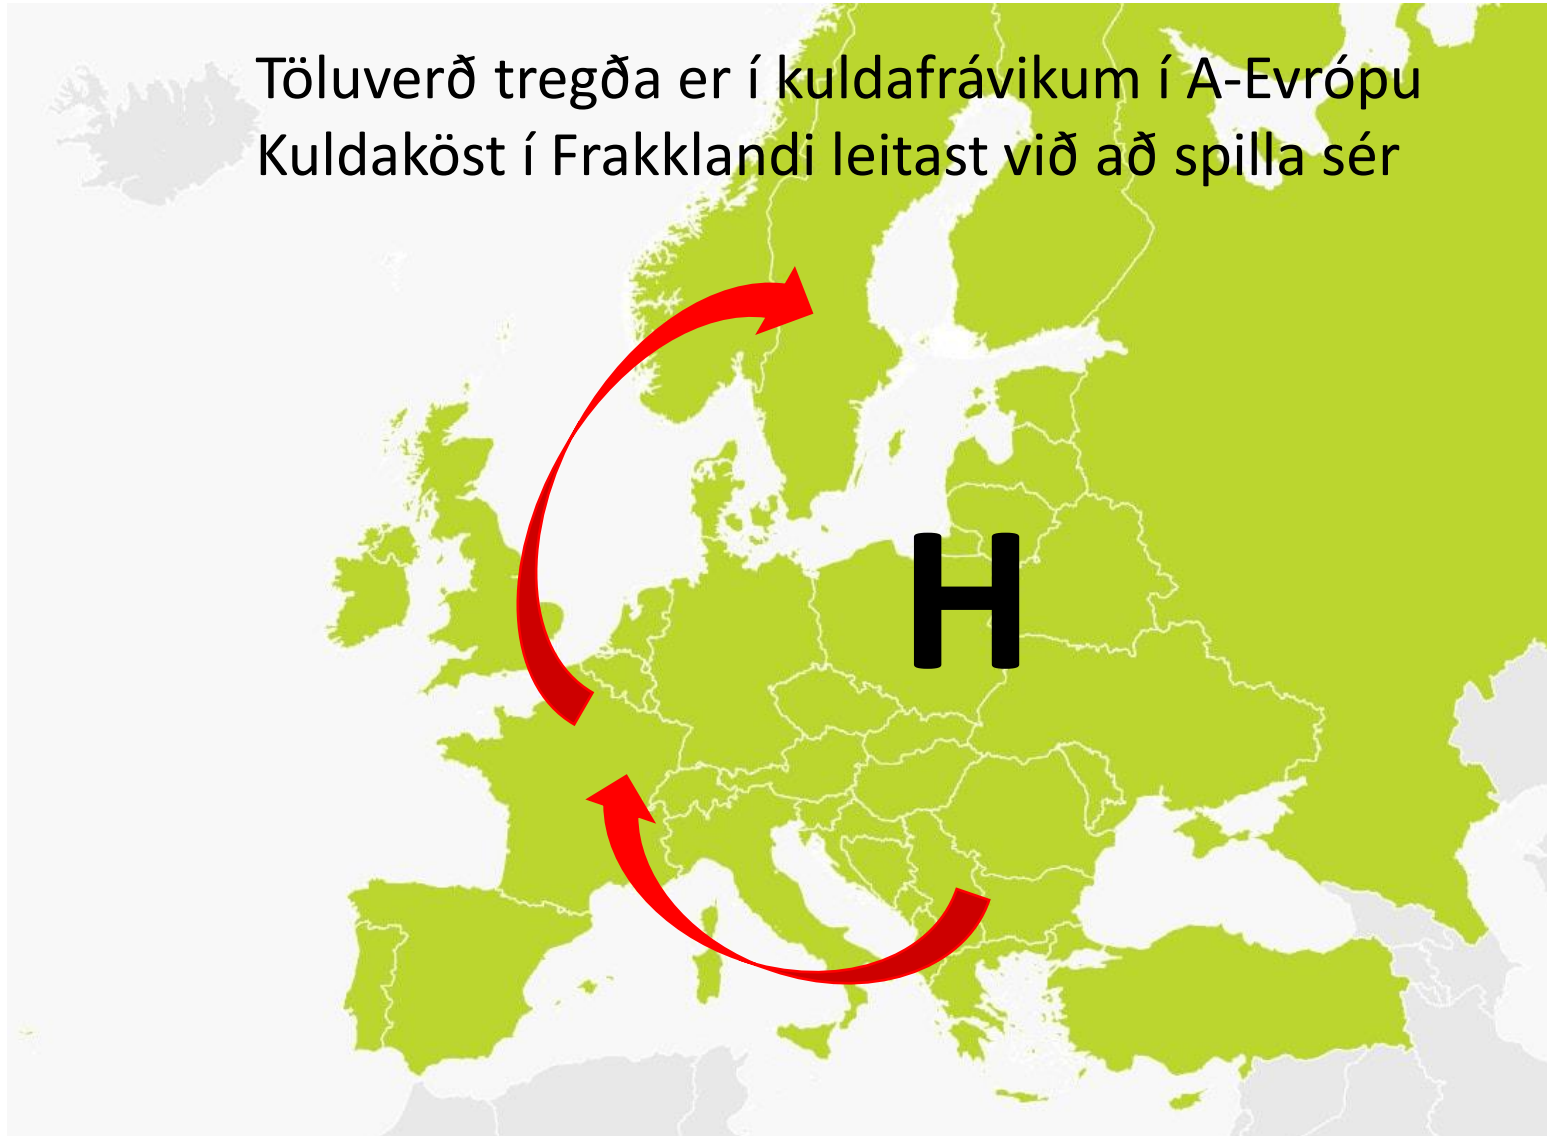 Töluverð tregða er í kuldafrávikum í A-Evrópu
Kuldaköst í Frakklandi leitast við að spilla sér
H